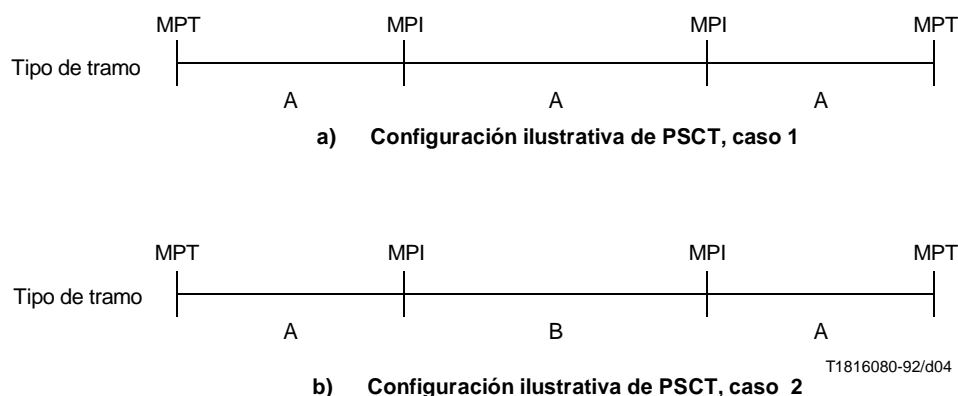 MPT MPI MPI MPT
Tipo de tramo
A A A
a) Configuración ilustrativa de PSCT, caso 1
MPT MPI MPI MPT
Tipo de tramo
A B A
T1816080-92/d04
b) Configuración ilustrativa de PSCT, caso 2